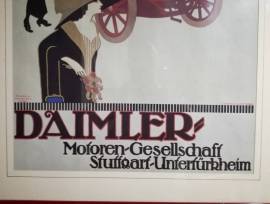 DAIMLER=
Motoren-Gesellschaft
Stuttgart-Untertürkheim